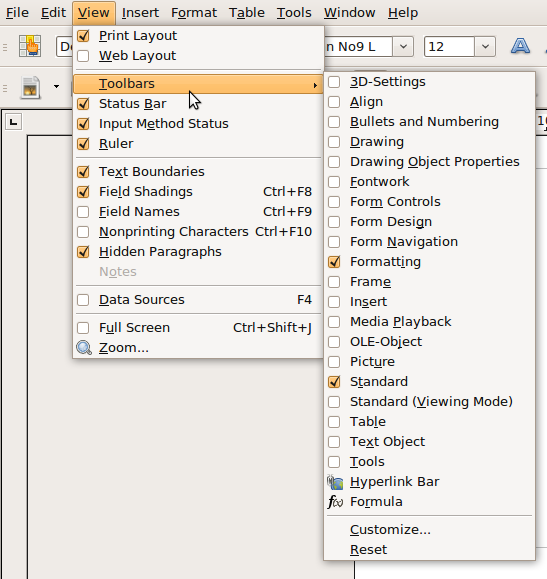 File Edit View Insert Format Table Tools Window Help
n No9 L 12
Print Layout
Web Layout
Toolbars
Status Bar
Input Method Status
Ruler
Text Boundaries
Field Shadings Ctrl+F8
Field Names Ctrl+F9
Nonprinting Characters Ctrl+F10
Hidden Paragraphs
Notes
Data Sources F4
Full Screen Ctrl+Shift+J
Zoom...
3D-Settings
Align
Bullets and Numbering
Drawing
Drawing Object Properties
Fontwork
Form Controls
Form Design
Form Navigation
Formatting
Frame
Insert
Media Playback
OLE-Object
Picture
Standard
Standard (Viewing Mode)
Table
Text Object
Tools
Hyperlink Bar
f(x) Formula
Customize...
Reset